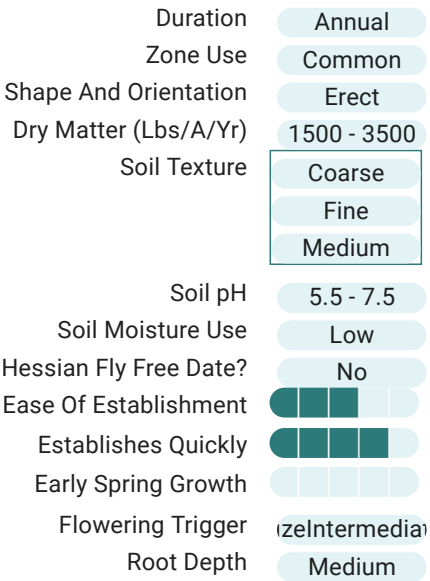 Duration Annual
Zone Use Common
Shape And Orientation Erect
Dry Matter (Lbs/A/Yr) 1500 - 3500
Soil Texture Coarse
Fine
Medium
Soil pH 5.5 - 7.5
Soil Moisture Use Low
Hessian Fly Free Date? No
Ease Of Establishment
Establishes Quickly
Early Spring Growth
Flowering Trigger
Root Depth Medium